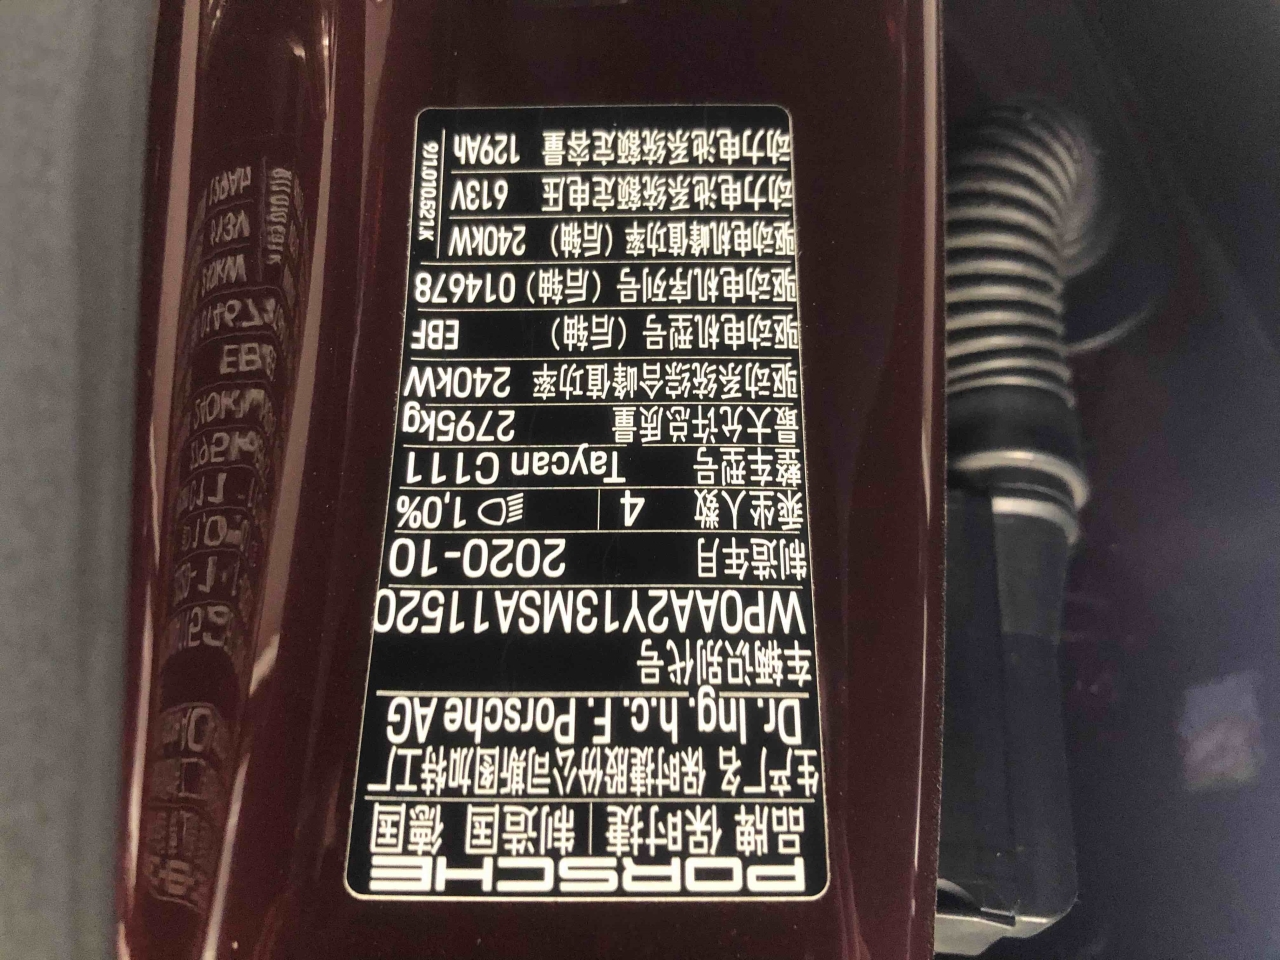 PORSCHE
品牌 保时捷 制造国 德国
生产厂名 保时捷股份公司斯图加特工厂
Dr. Ing. h.c. F. Porsche AG
车辆识别代号
WP0AA2Y13MSA11520
制造年月 2020-10
乘坐人数 4 1,0%
整车型号 Taycan C111
最大允许总质量 2795kg
驱动系统综合峰值功率 240kW
驱动电机型号（后轴） EBF
驱动电机序列号（后轴）014678
驱动电机峰值功率（后轴） 240kW
动力电池系统额定电压 613V
动力电池系统额定容量 129Ah
9J1.010.521.K